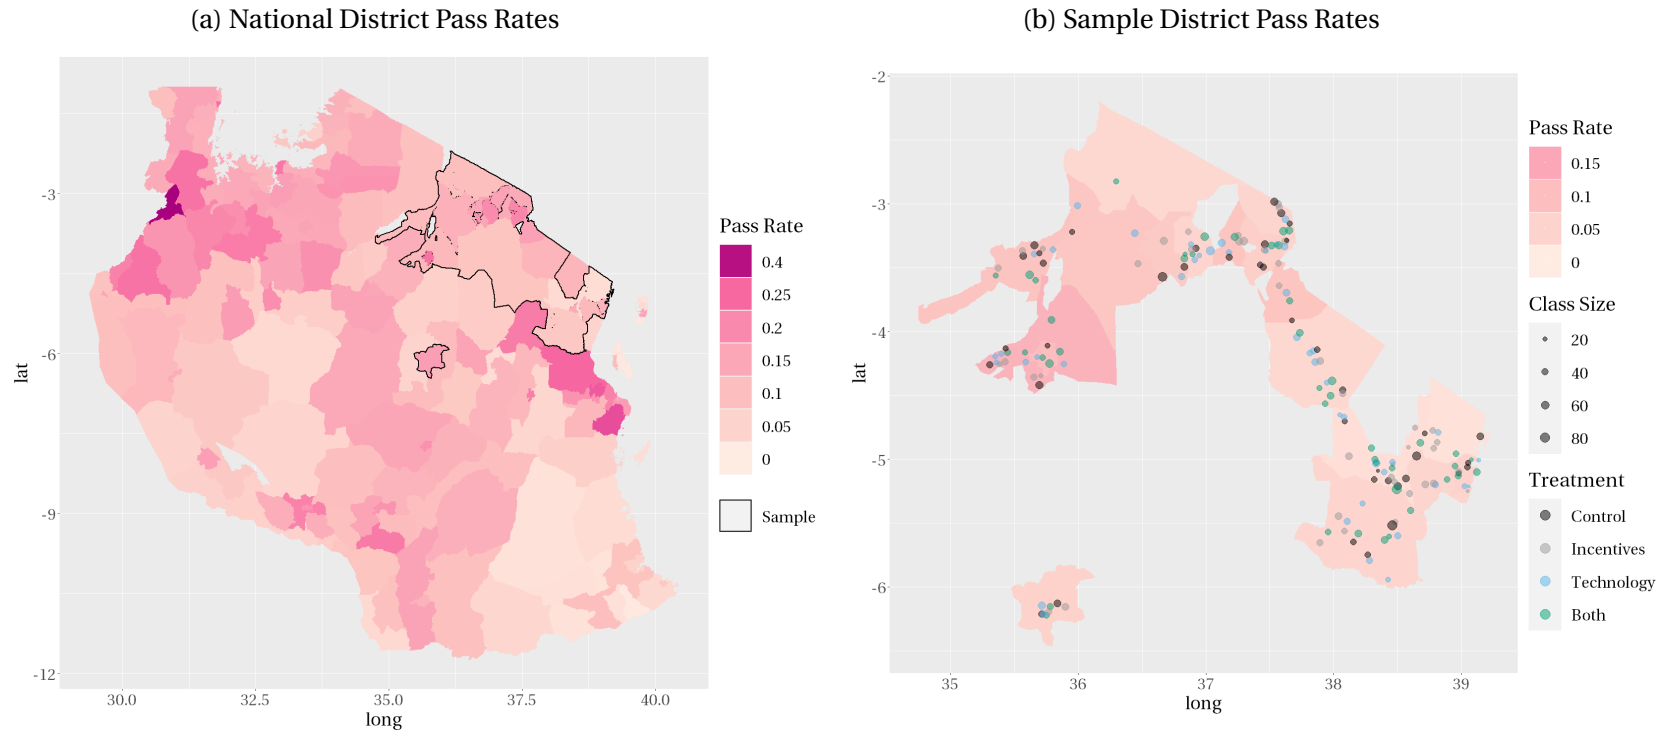 (a) National District Pass Rates
lat
-3
-6
-9
-12
30.0
32.5
35.0
37.5
40.0
long
Pass Rate
0.4
0.25
0.2
0.15
0.1
0.05
0
Sample
(b) Sample District Pass Rates
lat
-2
-3
-4
-5
-6
35
36
37
38
39
long
Pass Rate
0.15
0.1
0.05
0
Class Size
20
40
60
80
Treatment
Control
Incentives
Technology
Both